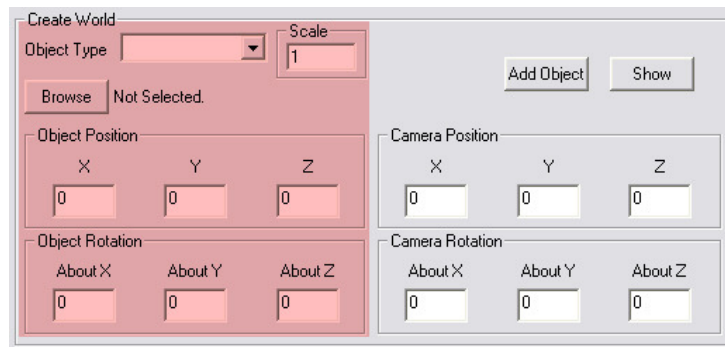 Create World
Object Type
Scale
1
Add Object Show
Browse Not Selected.
Object Position
X Y Z
0 0 0
Camera Position
X Y Z
0 0 0
Object Rotation
About X About Y About Z
0 0 0
Camera Rotation
About X About Y About Z
0 0 0